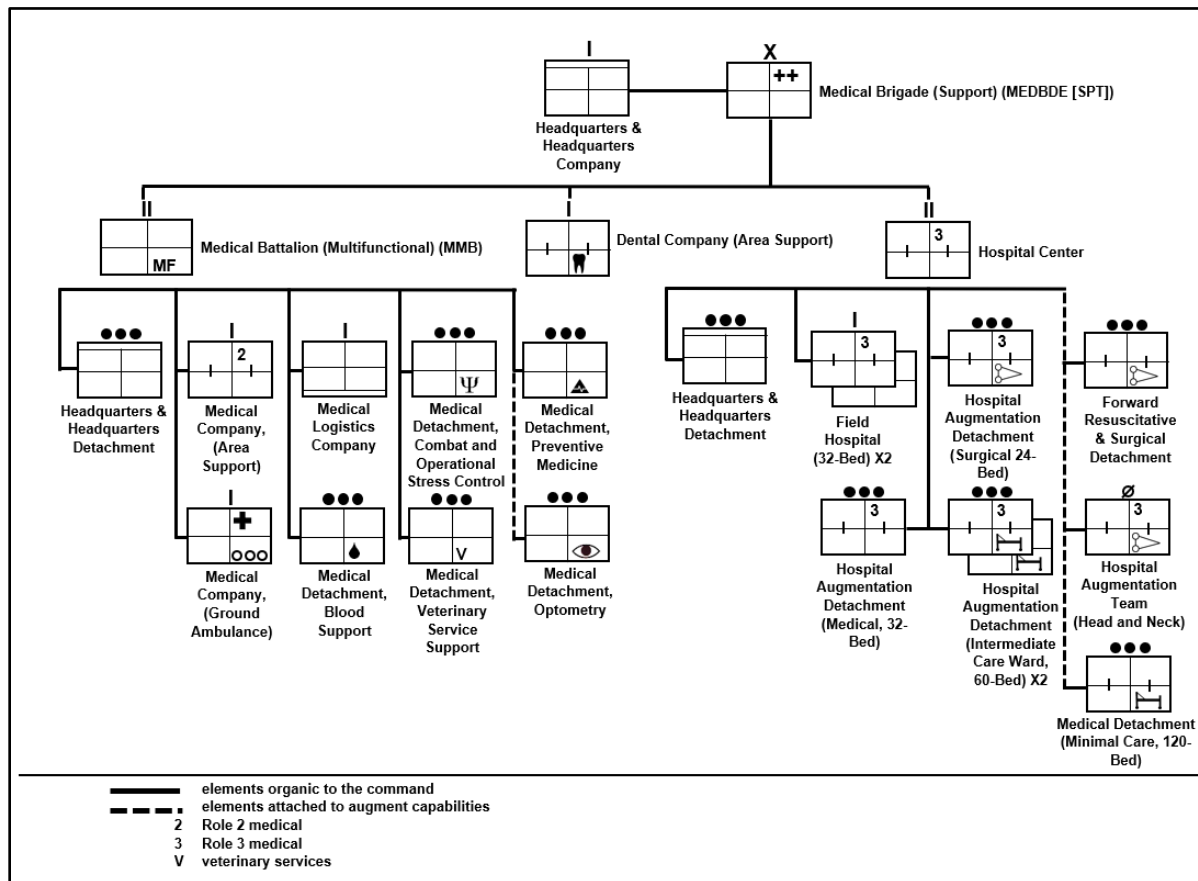 I
X
++
Medical Brigade (Support) (MEDBDE [SPT])
Headquarters &
Headquarters
Company
II
Medical Battalion (Multifunctional) (MMB)
MF
I
Dental Company (Area Support)
II
3
Hospital Center
Headquarters &
Headquarters
Detachment
I
2
Medical
Company,
(Area
Support)
I
Medical
Logistics
Company
Ψ
Medical
Detachment,
Combat and
Operational
Stress Control
Medical
Detachment,
Preventive
Medicine
I
Medical
Company,
(Ground
Ambulance)
Medical
Detachment,
Blood
Support
V
Medical
Detachment,
Veterinary
Service
Support
Medical
Detachment,
Optometry
Headquarters &
Headquarters
Detachment
I
3
Field
Hospital
(32-Bed) X2
3
Hospital
Augmentation
Detachment
(Surgical 24-
Bed)
Forward
Resuscitative
& Surgical
Detachment
3
Hospital
Augmentation
Detachment
(Medical, 32-
Bed)
3
Hospital
Augmentation
Detachment
(Intermediate
Care Ward,
60-Bed) X2
Ø
3
Hospital
Augmentation
Team
(Head and Neck)
Medical Detachment
(Minimal Care, 120-
Bed)
elements organic to the command
elements attached to augment capabilities
2 Role 2 medical
3 Role 3 medical
V veterinary services